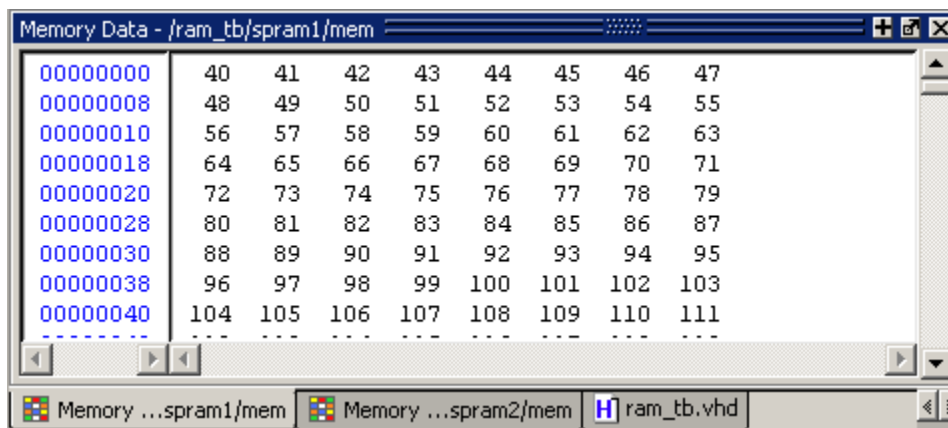 Memory Data - /ram_tb/spram1/mem
00000000 40 41 42 43 44 45 46 47
00000008 48 49 50 51 52 53 54 55
00000010 56 57 58 59 60 61 62 63
00000018 64 65 66 67 68 69 70 71
00000020 72 73 74 75 76 77 78 79
00000028 80 81 82 83 84 85 86 87
00000030 88 89 90 91 92 93 94 95
00000038 96 97 98 99 100 101 102 103
00000040 104 105 106 107 108 109 110 111
Memory ...spram1/mem Memory ...spram2/mem H ram_tb.vhd